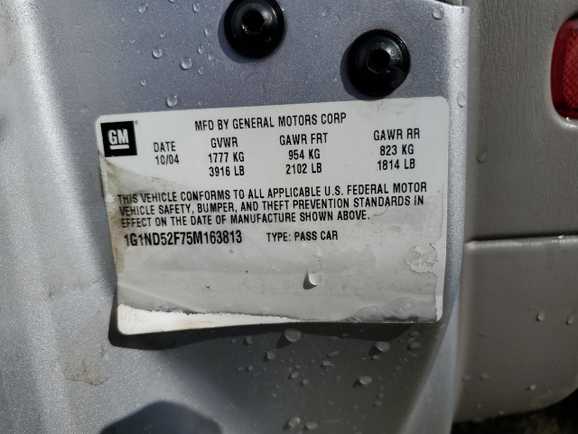 GM
MFD BY GENERAL MOTORS CORP
DATE GVWR GAWR FRT GAWR RR
10/04 1777 KG 954 KG 823 KG
3916 LB 2102 LB 1814 LB
THIS VEHICLE CONFORMS TO ALL APPLICABLE U.S. FEDERAL MOTOR
VEHICLE SAFETY, BUMPER, AND THEFT PREVENTION STANDARDS IN
EFFECT ON THE DATE OF MANUFACTURE SHOWN ABOVE.
1G1ND52F75M163813 TYPE: PASS CAR